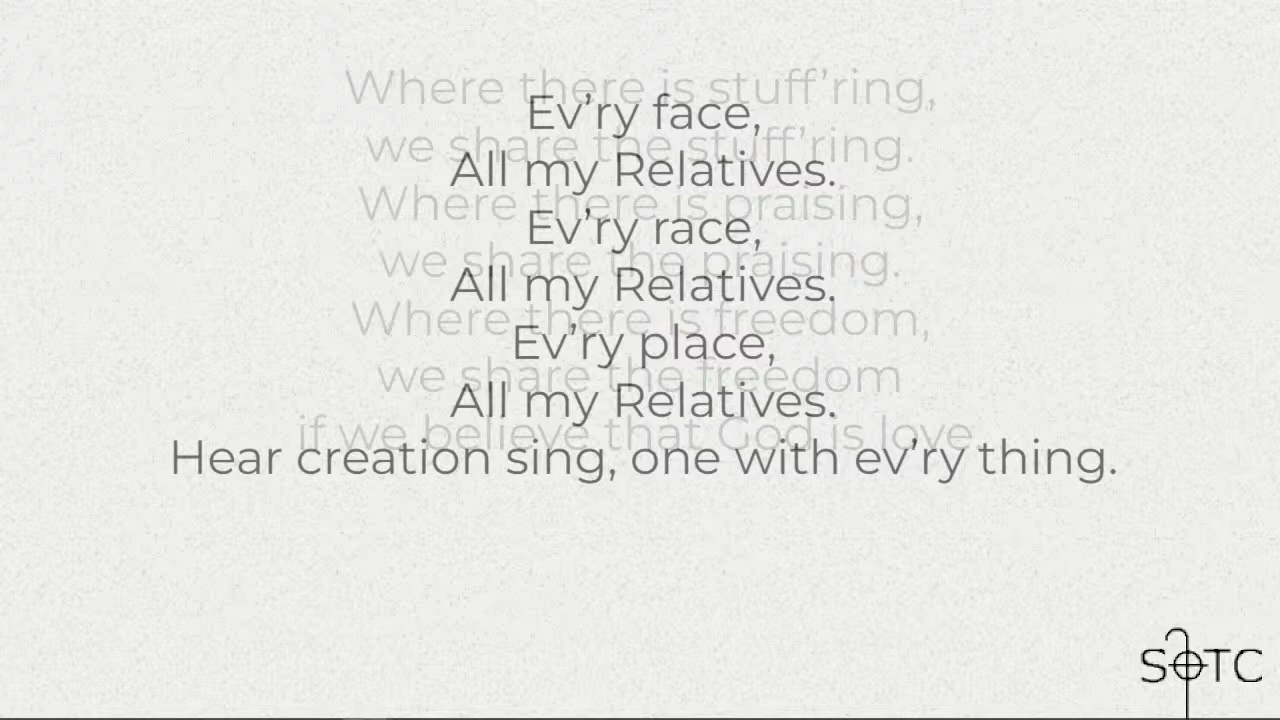 Where there is stuff’ring,
Ev’ry face,
we share the stuff’ring.
All my Relatives.
Where there is praising,
Ev’ry race,
we share the praising.
All my Relatives.
Where there is freedom,
Ev’ry place,
we share the freedom
All my Relatives.
if we believe that God is love.
Hear creation sing, one with ev’ry thing.
SOTC